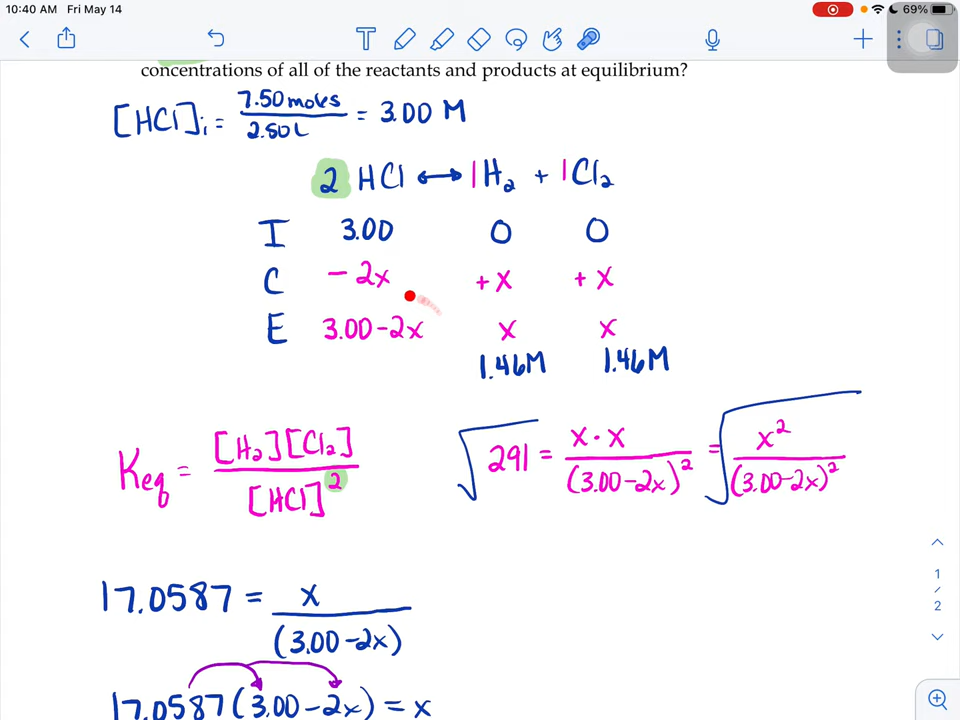 10:40 AM Fri May 14 69%
concentrations of all of the reactants and products at equilibrium?
[HCl]i = 7.50 moles / 2.50 L = 3.00 M
2 HCl ↔ 1H₂ + 1Cl₂
I 3.00 0 0
C - 2x + x + x
E 3.00-2x x x
1.46M 1.46M
Keq = [H₂][Cl₂] / [HCl]²
√291 = x · x / (3.00-2x)² = √x² / (3.00-2x)²
17.0587 = x / (3.00-2x)
17.0587(3.00-2x) = x
1 / 2